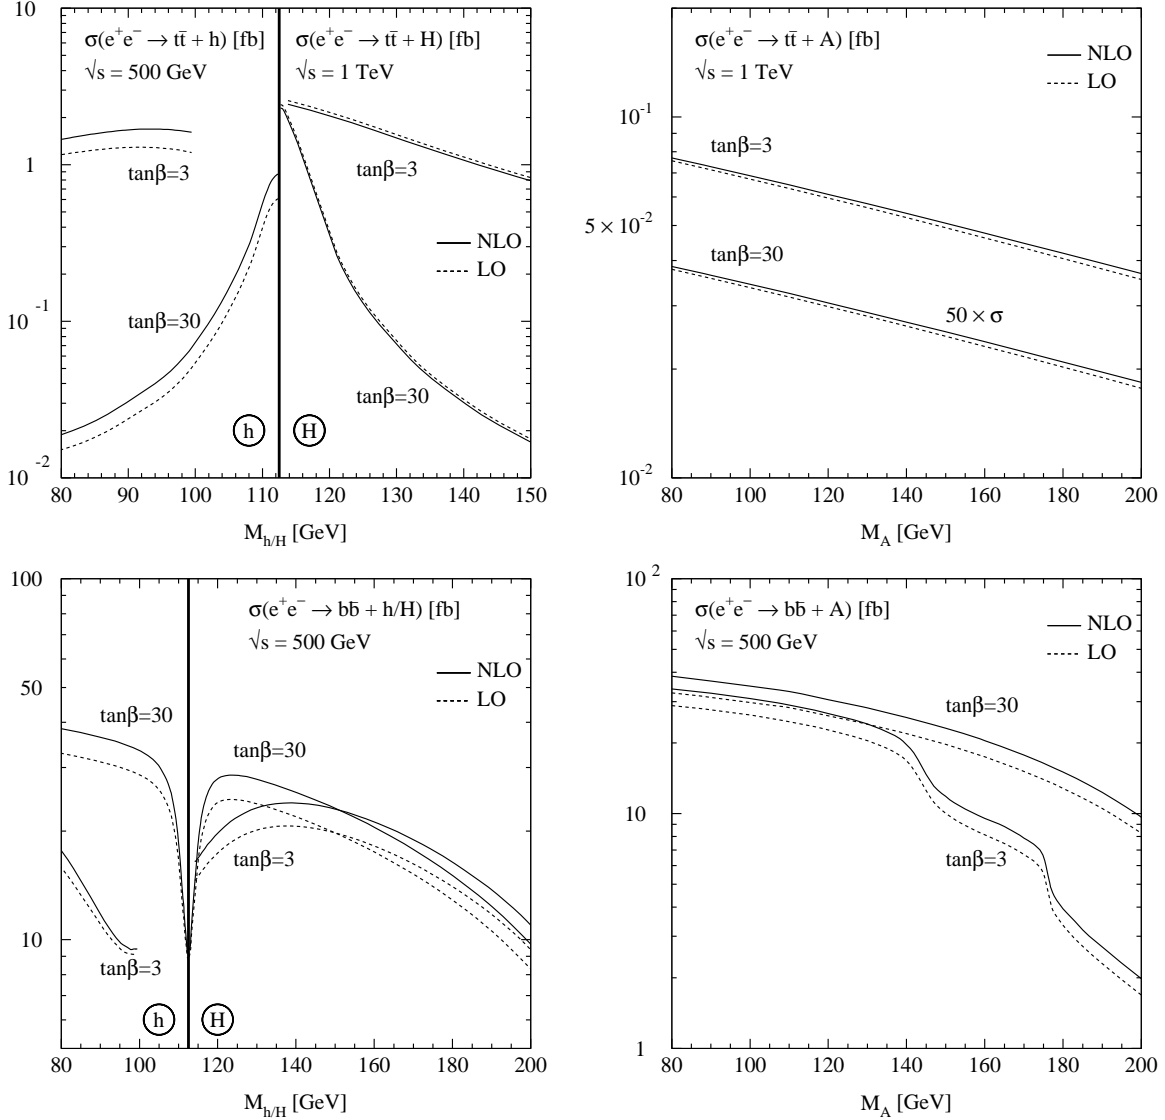 σ(e⁺e⁻ → tt̄ + h) [fb]
√s = 500 GeV
σ(e⁺e⁻ → tt̄ + H) [fb]
√s = 1 TeV
tanβ=3
tanβ=3
NLO
LO
tanβ=30
tanβ=30
h
H
10
1
10⁻¹
10⁻²
80 90 100 110 120 130 140 150
M_h/H [GeV]
σ(e⁺e⁻ → tt̄ + A) [fb]
√s = 1 TeV
NLO
LO
10⁻¹
5 × 10⁻²
10⁻²
tanβ=3
tanβ=30
50 × σ
80 100 120 140 160 180 200
M_A [GeV]
σ(e⁺e⁻ → bb̄ + h/H) [fb]
√s = 500 GeV
NLO
LO
100
50
10
tanβ=30
tanβ=30
tanβ=3
tanβ=3
h
H
80 100 120 140 160 180 200
M_h/H [GeV]
σ(e⁺e⁻ → bb̄ + A) [fb]
√s = 500 GeV
NLO
LO
10²
10
1
tanβ=30
tanβ=3
80 100 120 140 160 180 200
M_A [GeV]